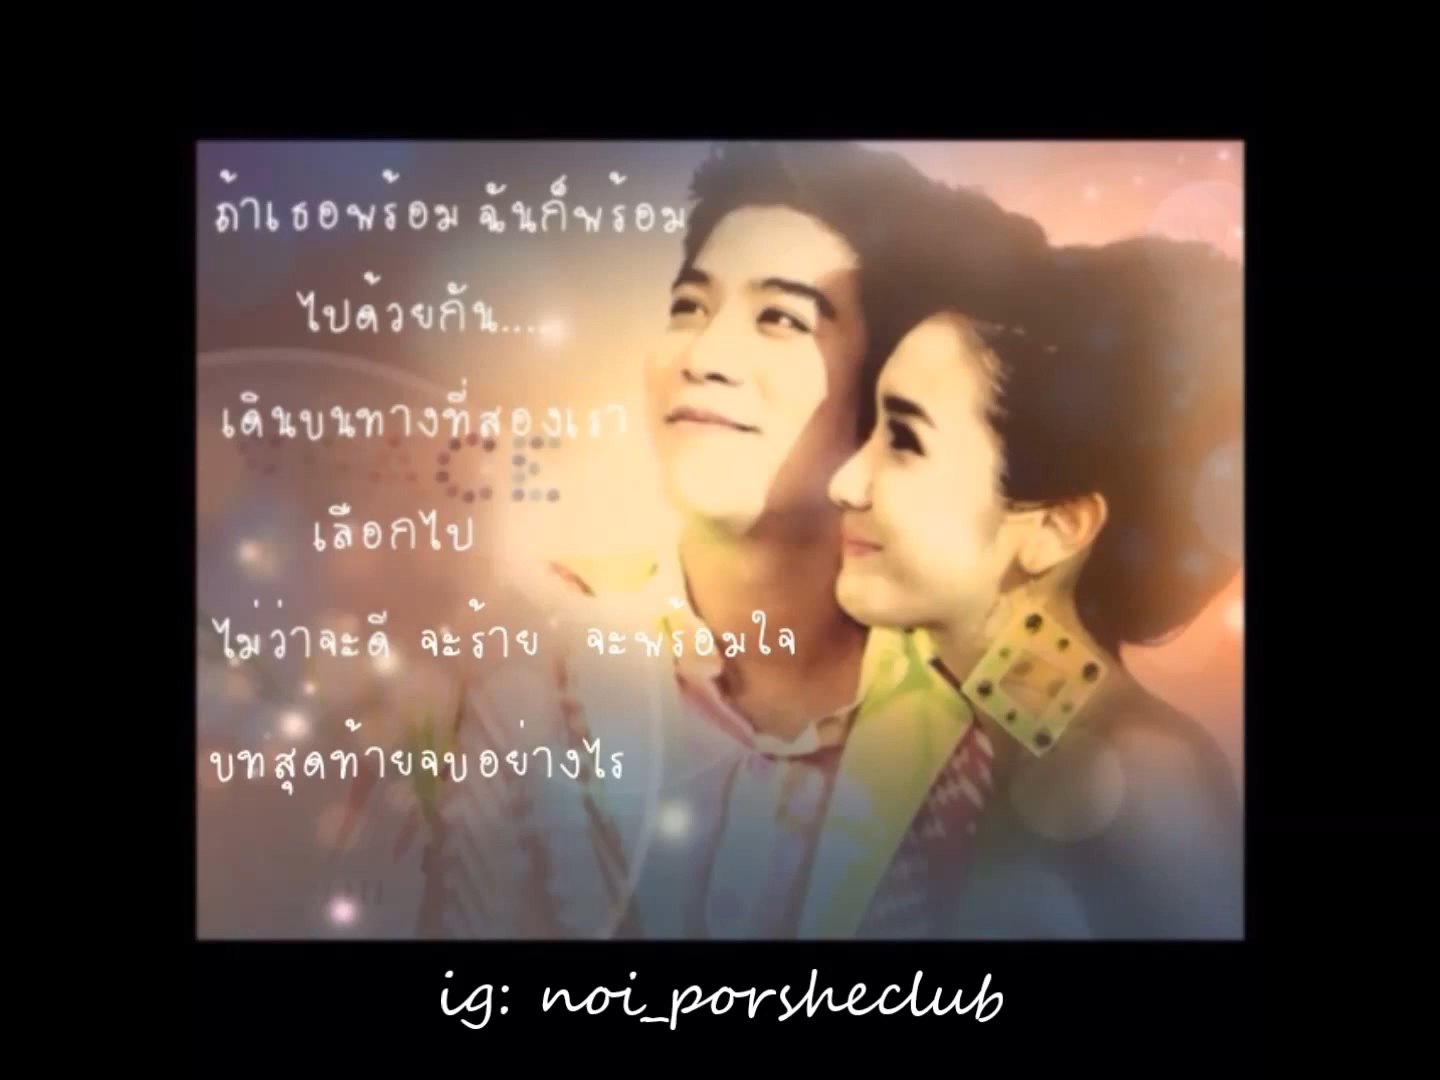 ถ้าเธอพร้อม ฉันก็พร้อม
ไปด้วยกัน.....
เดินบนทางที่สองเรา
เลือกไป
ไม่ว่าจะดี จะร้าย จะพร้อมใจ
บทสุดท้ายจบอย่างไร
ig: noi_porsheclub